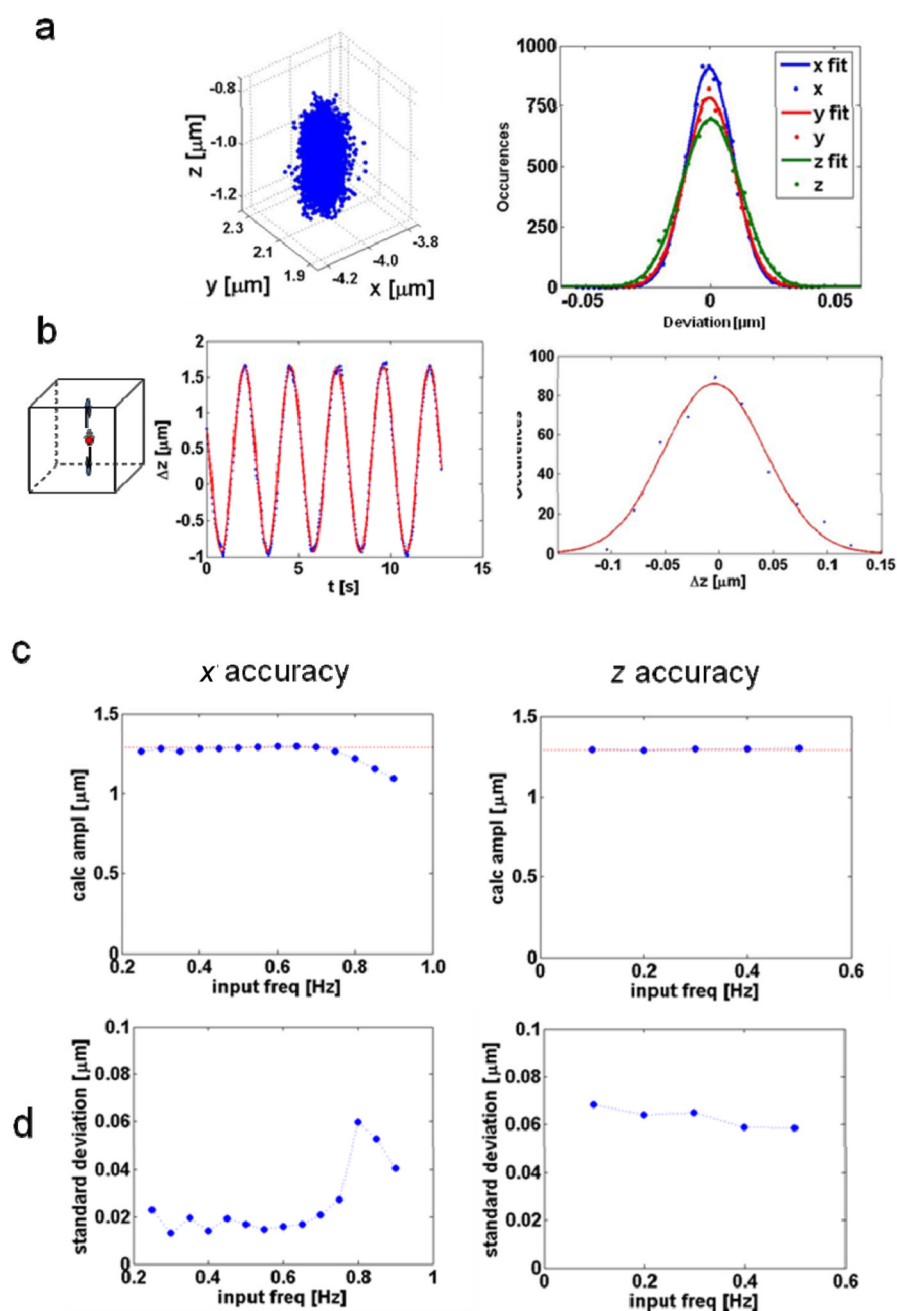 a
-0.8
-1.0
-1.2
z [μm]
2.3
2.1
1.9
y [μm]
-4.2
-4.0
-3.8
x [μm]
1000
750
500
250
0
Occurences
-0.05
0
0.05
Deviation [μm]
x fit
x
y fit
y
z fit
z
b
2
1.5
1
0.5
0
-0.5
-1
Δz [μm]
0
5
10
15
t [s]
100
80
60
40
20
0
Occurences
-0.1
-0.05
0
0.05
0.1
0.15
Δz [μm]
c
x accuracy
1.5
1
0.5
0
calc ampl [μm]
0.2
0.4
0.6
0.8
1.0
input freq [Hz]
z accuracy
1.5
1
0.5
0
calc ampl [μm]
0
0.2
0.4
0.6
input freq [Hz]
d
0.1
0.08
0.06
0.04
0.02
0
standard deviation [μm]
0.2
0.4
0.6
0.8
1
input freq [Hz]
0.1
0.08
0.06
0.04
0.02
0
standard deviation [μm]
0
0.2
0.4
0.6
input freq [Hz]